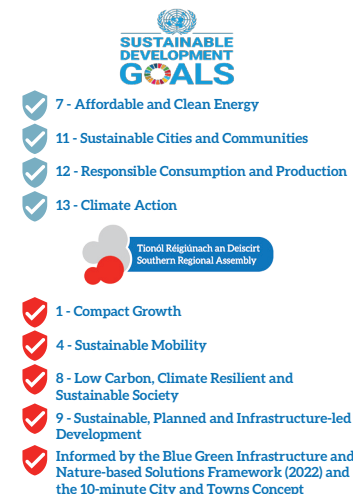 SUSTAINABLE
DEVELOPMENT
GOALS
7 - Affordable and Clean Energy
11 - Sustainable Cities and Communities
12 - Responsible Consumption and Production
13 - Climate Action
Tionól Réigiúnach an Deiscirt
Southern Regional Assembly
1 - Compact Growth
4 - Sustainable Mobility
8 - Low Carbon, Climate Resilient and
Sustainable Society
9 - Sustainable, Planned and Infrastructure-led
Development
Informed by the Blue Green Infrastructure and
Nature-based Solutions Framework (2022) and
the 10-minute City and Towns Concept